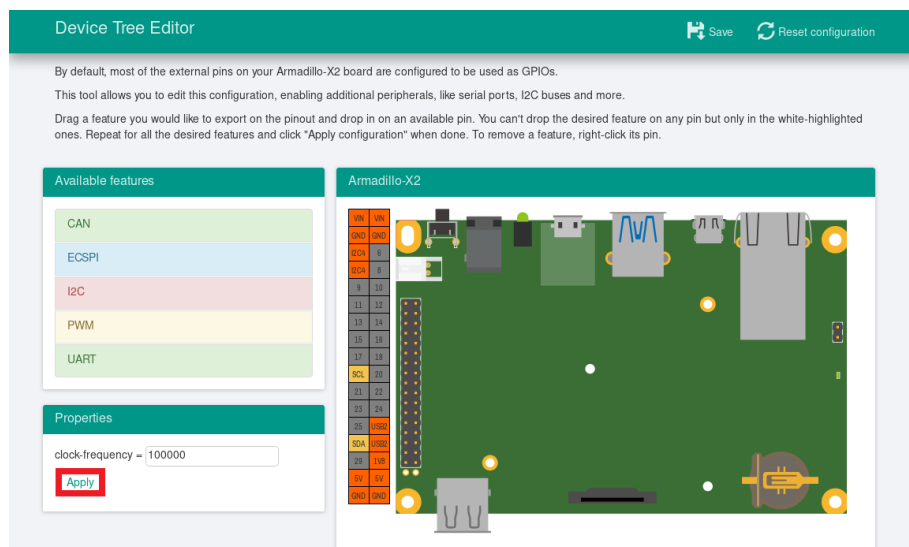 Device Tree Editor
Save
Reset configuration
By default, most of the external pins on your Armadillo-X2 board are configured to be used as GPIOs.
This tool allows you to edit this configuration, enabling additional peripherals, like serial ports, I2C buses and more.
Drag a feature you would like to export on the pinout and drop in on an available pin. You can't drop the desired feature on any pin but only in the white-highlighted
ones. Repeat for all the desired features and click "Apply configuration" when done. To remove a feature, right-click its pin.
Available features
CAN
ECSPI
I2C
PWM
UART
Properties
clock-frequency = 100000
Apply
Armadillo-X2
VIN VIN
GND GND
I2C4 6
I2C4 8
9 10
11 12
13 14
15 16
17 18
SCL 20
21 22
23 24
25 USB2
SDA USB2
29 1V8
5V 5V
GND GND